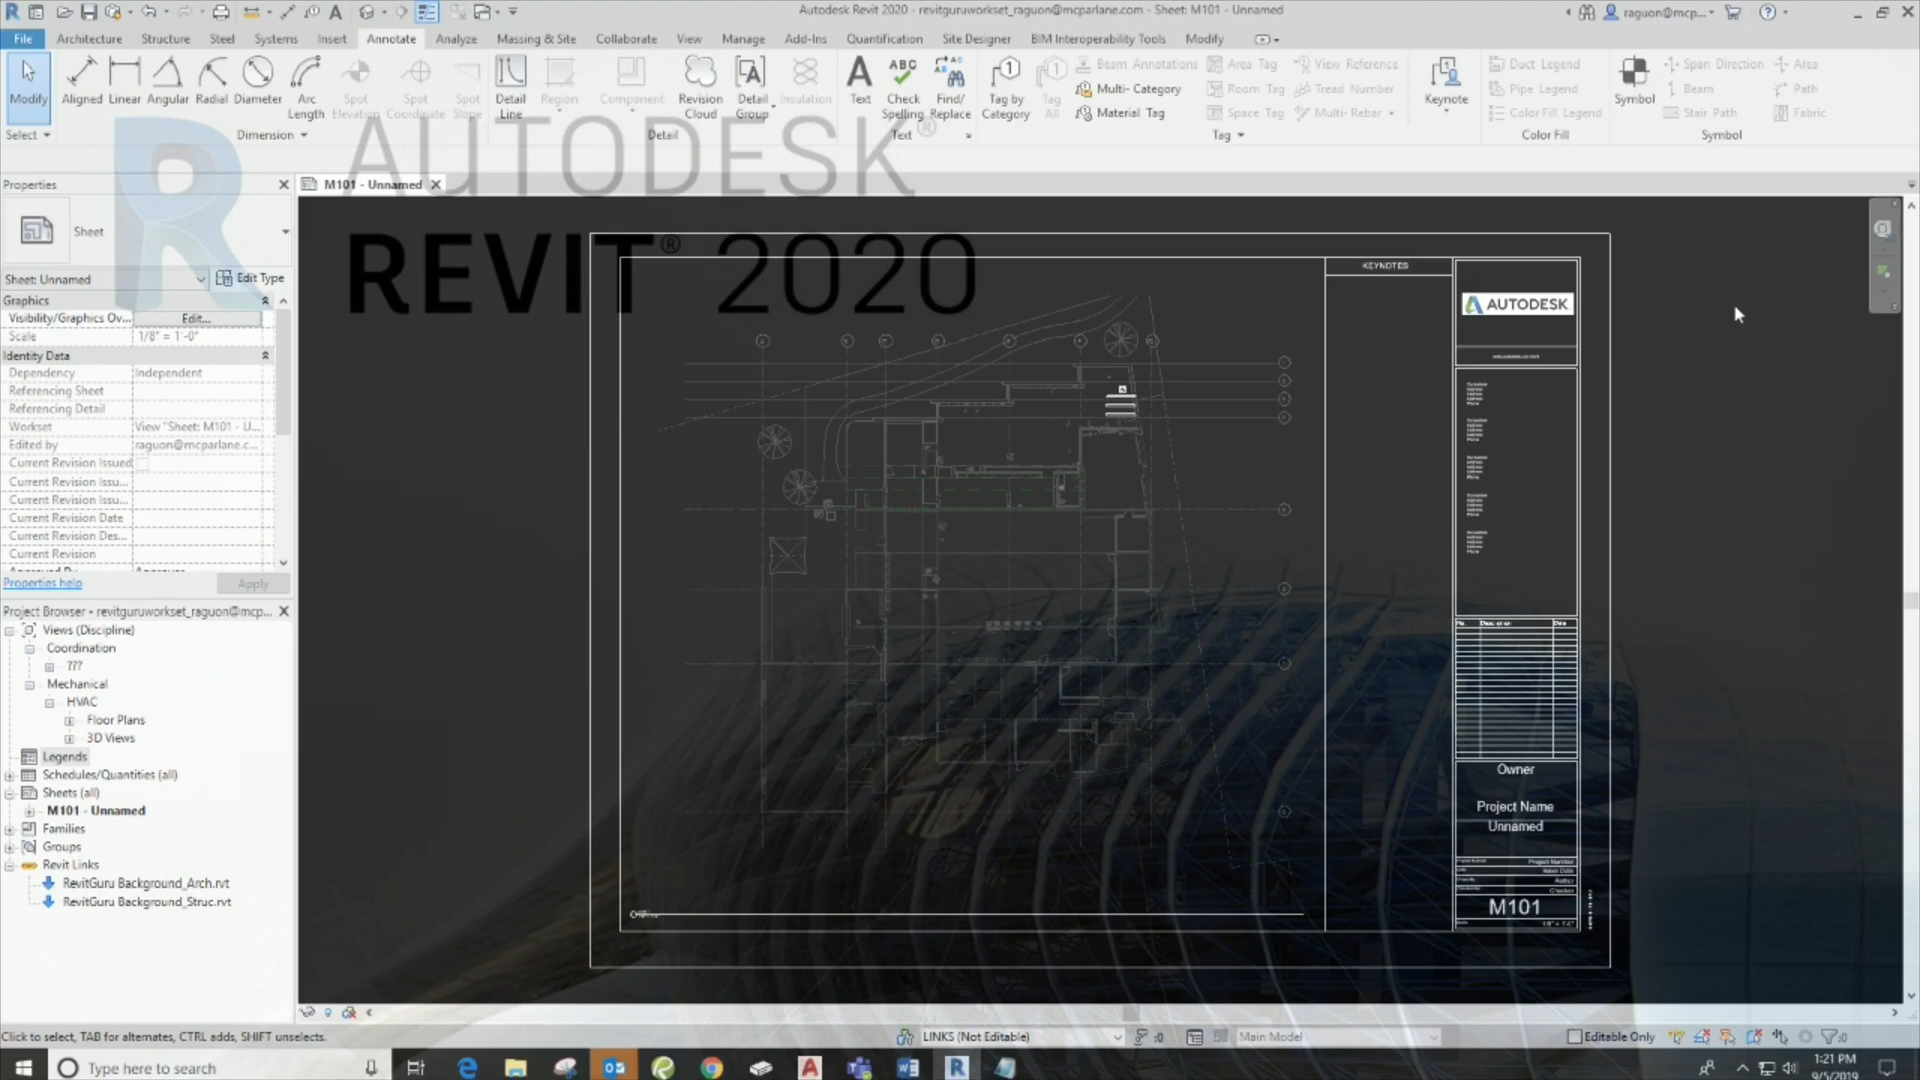 Autodesk Revit 2020 - revitguruworkset_raguon@mcparlane.com - Sheet: M101 - Unnamed
raguon@mcp...
File Architecture Structure Steel Systems Insert Annotate Analyze Massing & Site Collaborate View Manage Add-Ins Quantification Site Designer BIM Interoperability Tools Modify
Modify
Aligned Linear Angular Radial Diameter Arc Length Spot Elevation Spot Coordinate Spot Slope
Detail Line Region Component Revision Cloud Detail Group Insulation
Text Check Spelling Find/ Replace
Tag by Category Tag All
Beam Annotations Area Tag View Reference
Multi- Category Room Tag Tread Number
Material Tag Space Tag Multi-Rebar
Keynote
Duct Legend
Pipe Legend
Color Fill Legend
Symbol
Span Direction Area
Beam Path
Stair Path Fabric
Select Dimension Detail Text Tag Color Fill Symbol
AUTODESK®
REVIT® 2020
Properties
M101 - Unnamed
Sheet
Sheet: Unnamed Edit Type
Graphics
Visibility/Graphics Ov... Edit...
Scale 1/8" = 1'-0"
Identity Data
Dependency Independent
Referencing Sheet
Referencing Detail
Workset View "Sheet: M101 - U...
Edited by raguon@mcparlane.c...
Current Revision Issued
Current Revision Issu...
Current Revision Issu...
Current Revision Date
Current Revision Des...
Current Revision
Properties help Apply
Project Browser - revitguruworkset_raguon@mcp...
Views (Discipline)
Coordination
???
Mechanical
HVAC
Floor Plans
3D Views
Legends
Schedules/Quantities (all)
Sheets (all)
M101 - Unnamed
Families
Groups
Revit Links
RevitGuru Background_Arch.rvt
RevitGuru Background_Struc.rvt
KEYNOTES
AUTODESK
Owner
Project Name
Unnamed
M101
Click to select, TAB for alternates, CTRL adds, SHIFT unselects.
LINKS (Not Editable)
:0
Main Model
Editable Only
:0
Type here to search
1:21 PM
9/5/2019